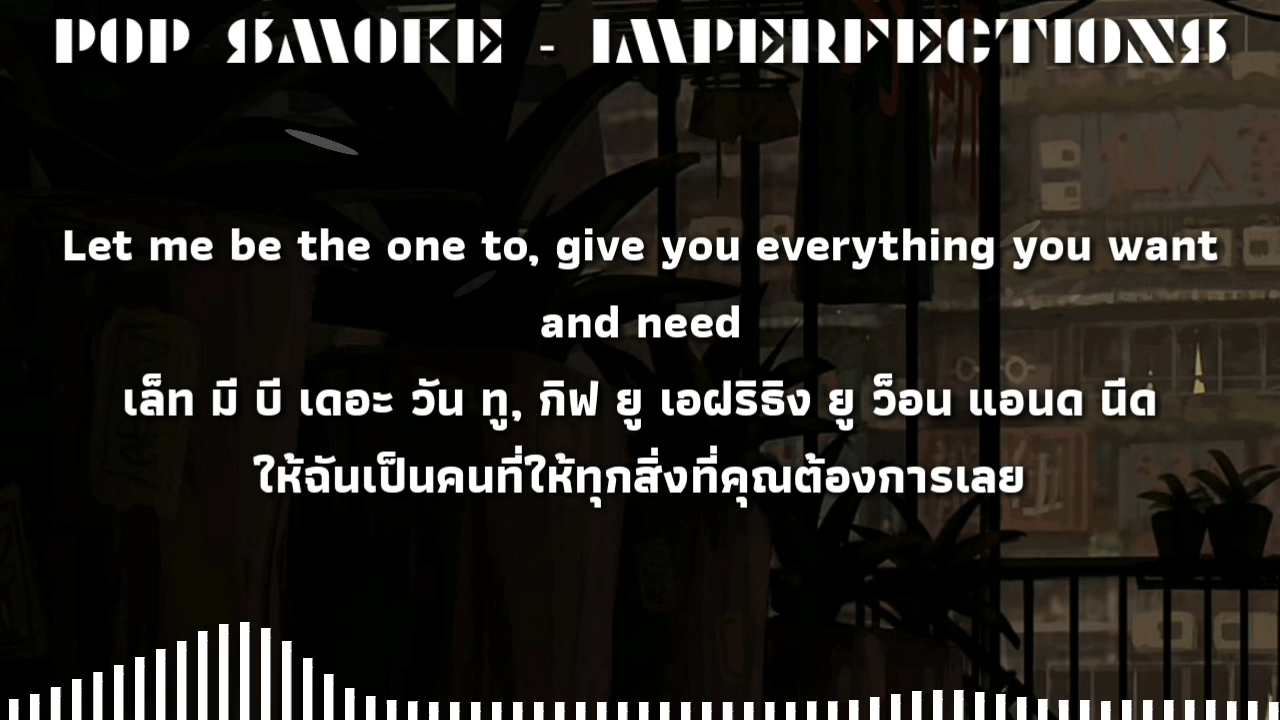 POP SMOKE - IMPERFECTIONS
Let me be the one to, give you everything you want
and need
เล็ท มี บี เดอะ วัน ทู, กิฟ ยู เอฝริธิง ยู ว็อน แอนด นีด
ให้ฉันเป็นคนที่ให้ทุกสิ่งที่คุณต้องการเลย